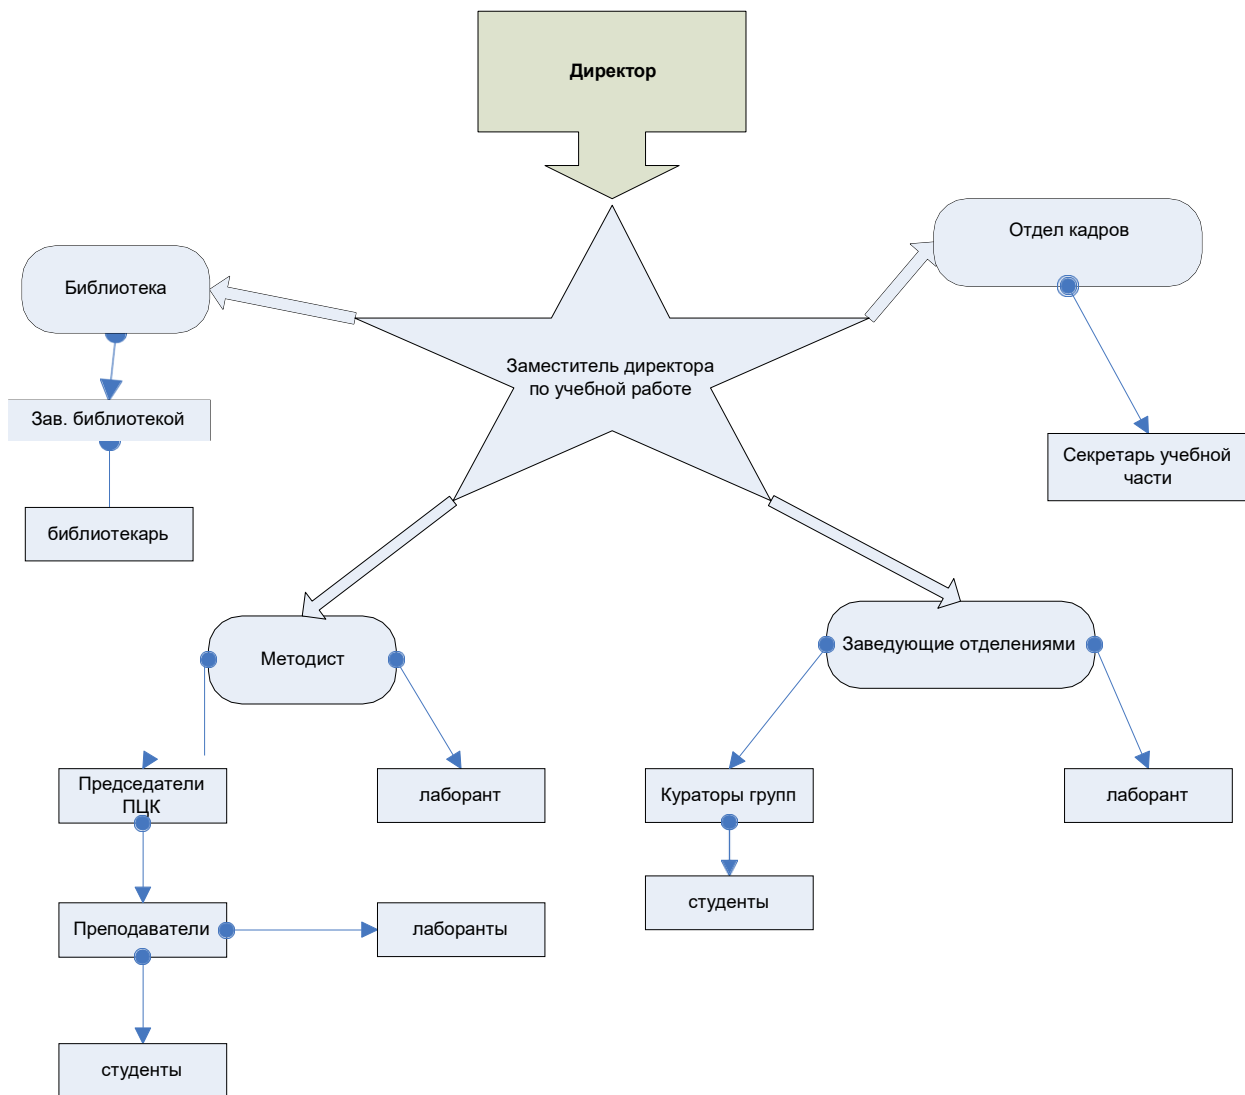 Директор
Отдел кадров
Библиотека
Заместитель директора
по учебной работе
Зав. библиотекой
Секретарь учебной
части
библиотекарь
Методист
Заведующие отделениями
Председатели
ПЦК
лаборант
Кураторы групп
лаборант
студенты
Преподаватели
лаборанты
студенты